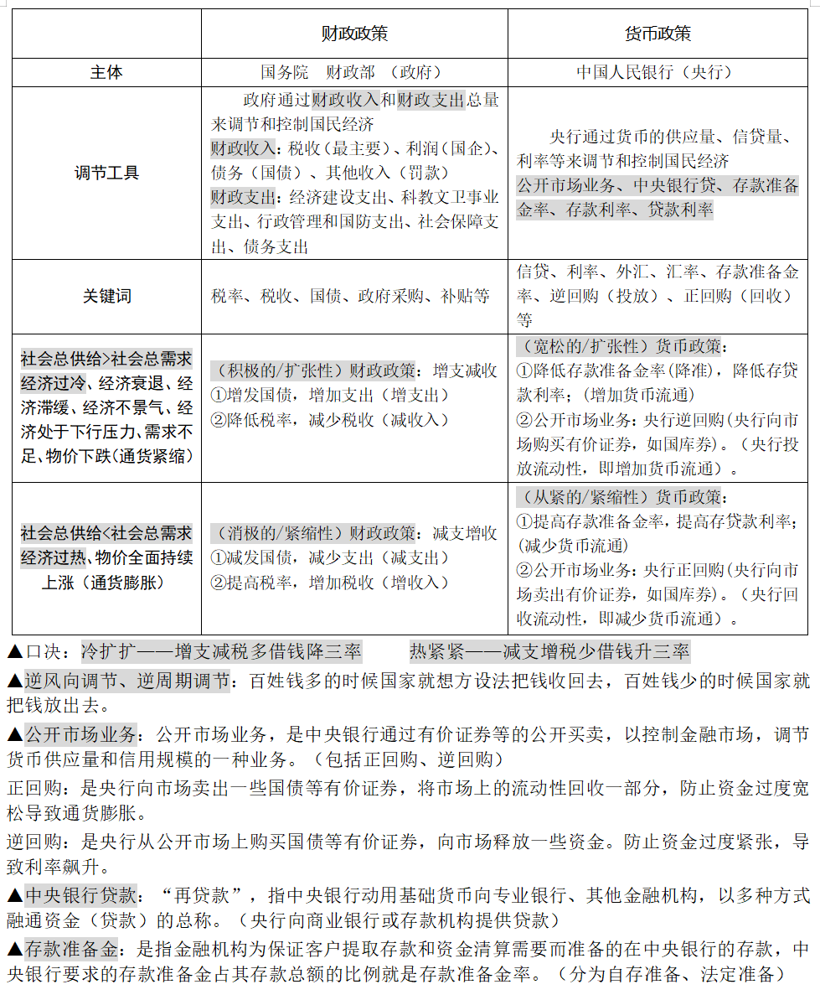 财政政策
货币政策
主体
国务院 财政部 （政府）
中国人民银行（央行）
调节工具
政府通过财政收入和财政支出总量
来调节和控制国民经济
财政收入：税收（最主要）、利润（国企）、
债务（国债）、其他收入（罚款）
财政支出：经济建设支出、科教文卫事业
支出、行政管理和国防支出、社会保障支
出、债务支出
央行通过货币的供应量、信贷量、
利率等来调节和控制国民经济
公开市场业务、中央银行贷、存款准备
金率、存款利率、贷款利率
关键词
税率、税收、国债、政府采购、补贴等
信贷、利率、外汇、汇率、存款准备金
率、逆回购（投放）、正回购（回收）
等
社会总供给>社会总需求
经济过冷、经济衰退、经
济滞缓、经济不景气、经
济处于下行压力、需求不
足、物价下跌（通货紧缩）
（积极的/扩张性）财政政策：增支减收
①增发国债，增加支出（增支出）
②降低税率，减少税收（减收入）
（宽松的/扩张性）货币政策：
①降低存款准备金率(降准)，降低存贷
款利率；(增加货币流通)
②公开市场业务：央行逆回购(央行向市
场购买有价证券，如国库券)。（央行投
放流动性，即增加货币流通）。
社会总供给<社会总需求
经济过热、物价全面持续
上涨（通货膨胀）
（消极的/紧缩性）财政政策：减支增收
①减发国债，减少支出（减支出）
②提高税率，增加税收（增收入）
（从紧的/紧缩性）货币政策：
①提高存款准备金率，提高存贷款利率；
(减少货币流通)
②公开市场业务：央行正回购(央行向市
场卖出有价证券，如国库券)。（央行回
收流动性，即减少货币流通）。
▲口决：冷扩扩——增支减税多借钱降三率 热紧紧——减支增税少借钱升三率
▲逆风向调节、逆周期调节：百姓钱多的时候国家就想方设法把钱收回去，百姓钱少的时候国家就
把钱放出去。
▲公开市场业务：公开市场业务，是中央银行通过有价证券等的公开买卖，以控制金融市场，调节
货币供应量和信用规模的一种业务。（包括正回购、逆回购）
正回购：是央行向市场卖出一些国债等有价证券，将市场上的流动性回收一部分，防止资金过度宽
松导致通货膨胀。
逆回购：是央行从公开市场上购买国债等有价证券，向市场释放一些资金。防止资金过度紧张，导
致利率飙升。
▲中央银行贷款：“再贷款”，指中央银行动用基础货币向专业银行、其他金融机构，以多种方式
融通资金（贷款）的总称。（央行向商业银行或存款机构提供贷款）
▲存款准备金：是指金融机构为保证客户提取存款和资金清算需要而准备的在中央银行的存款，中
央银行要求的存款准备金占其存款总额的比例就是存款准备金率。（分为自存准备、法定准备）